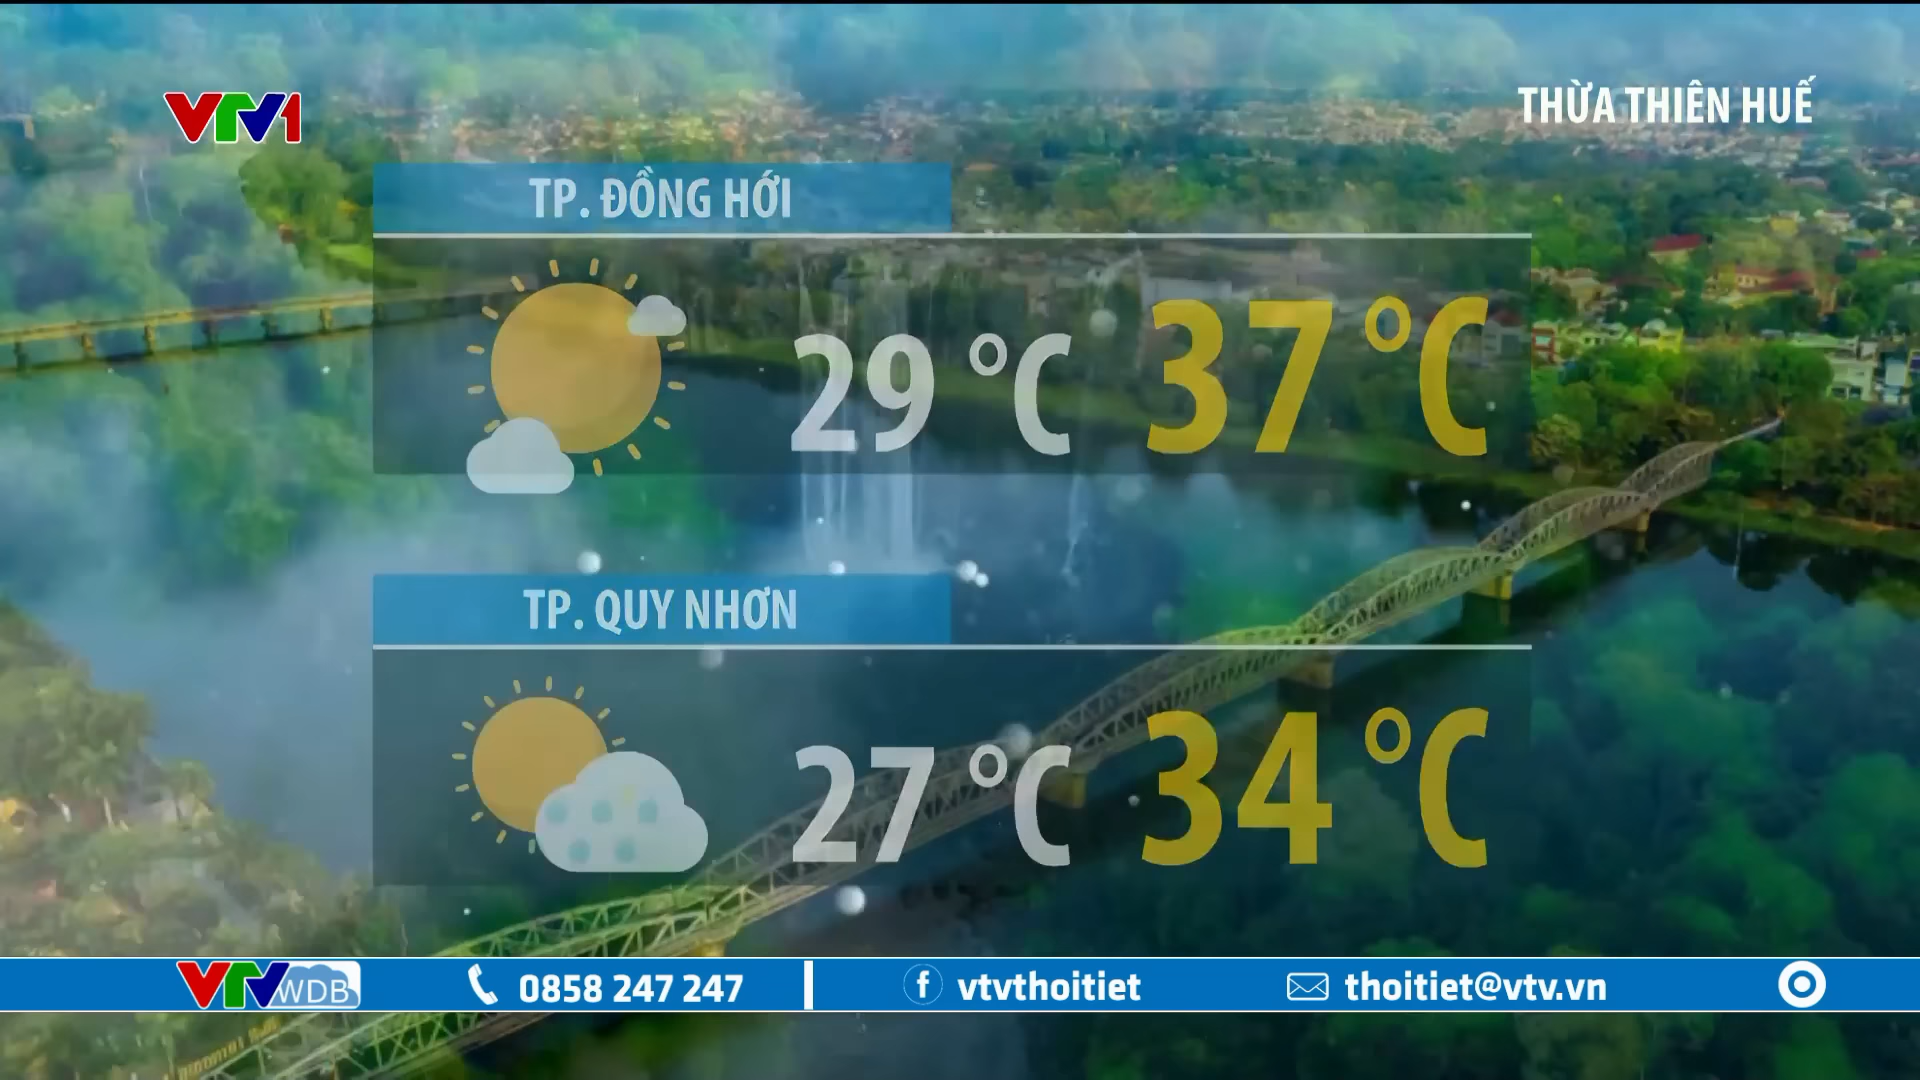 VTV1
THỪA THIÊN HUẾ
TP. ĐỒNG HỚI
29 °C 37 °C
TP. QUY NHƠN
27 °C 34 °C
VTV WDB 0858 247 247 vtvthoitiet thoitiet@vtv.vn